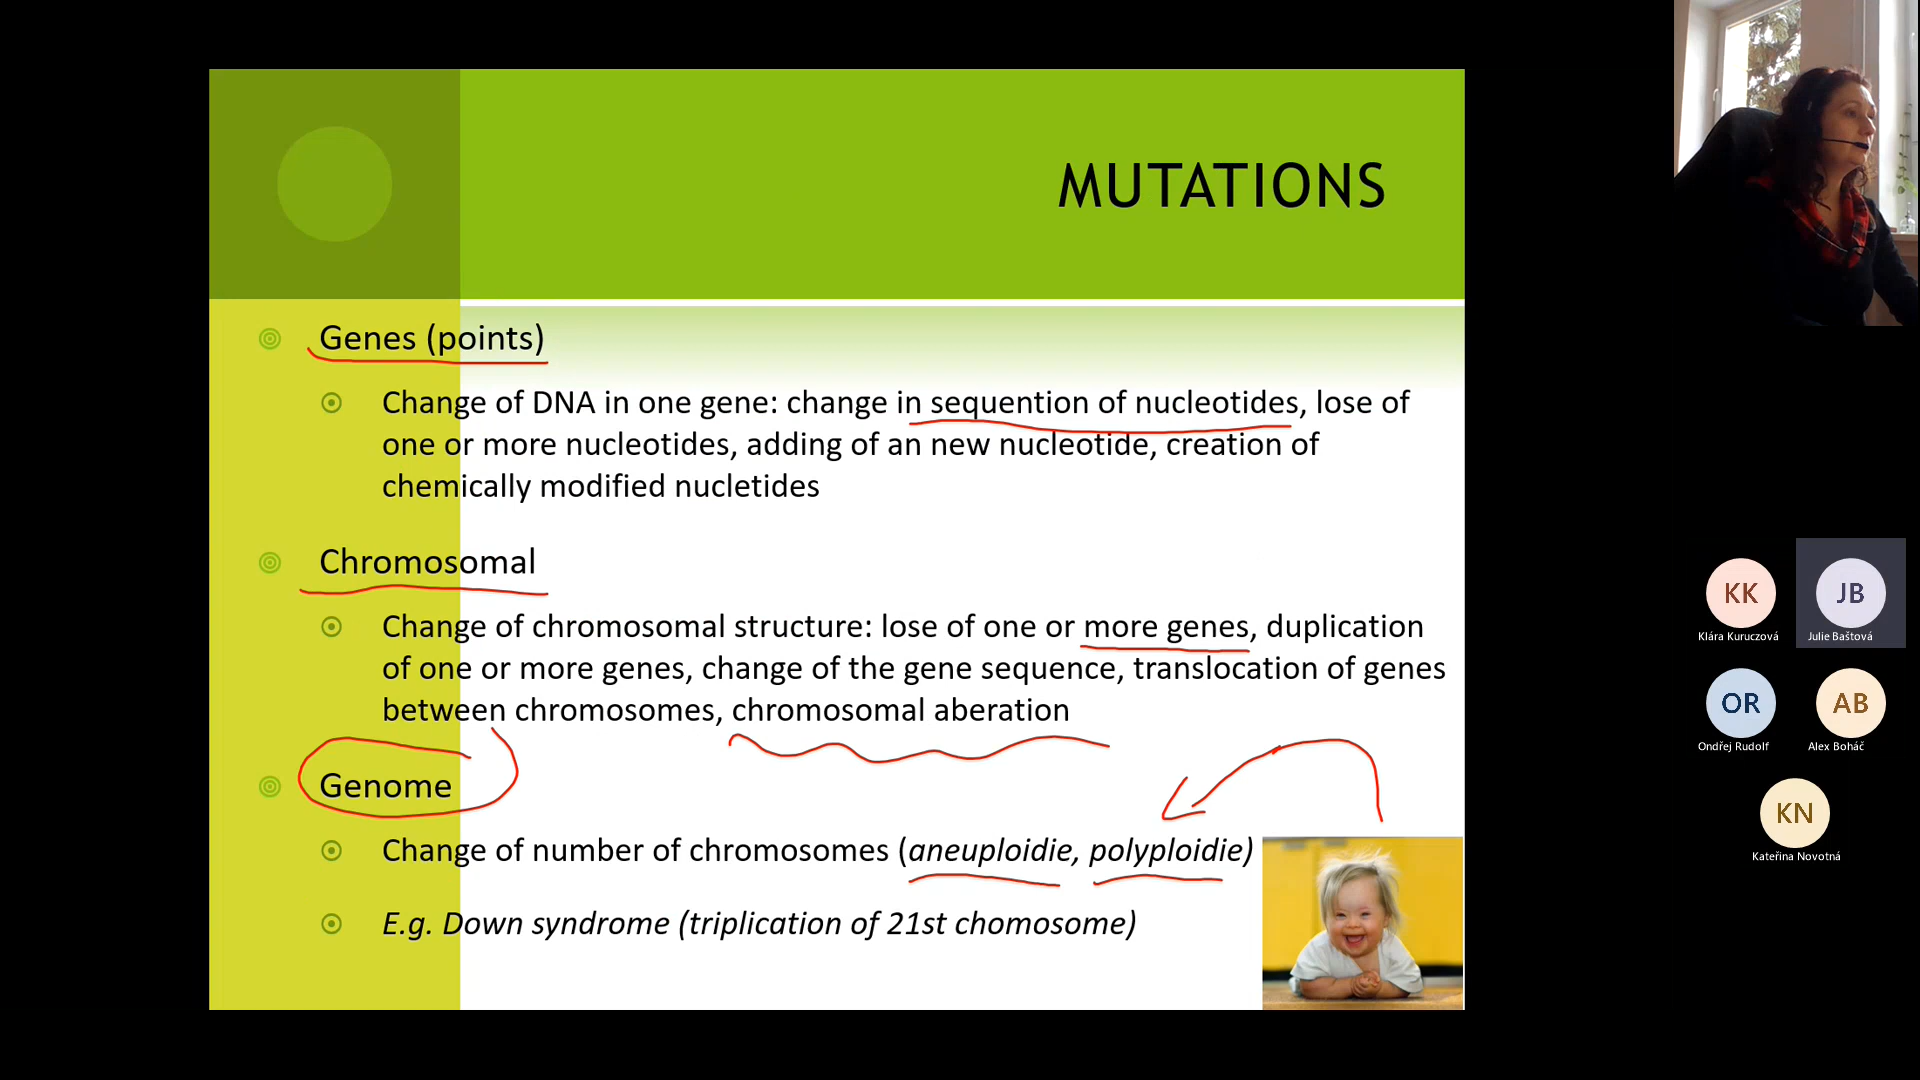 MUTATIONS
Genes (points)
Change of DNA in one gene: change in sequention of nucleotides, lose of
one or more nucleotides, adding of an new nucleotide, creation of
chemically modified nucletides
Chromosomal
Change of chromosomal structure: lose of one or more genes, duplication
of one or more genes, change of the gene sequence, translocation of genes
between chromosomes, chromosomal aberation
Genome
Change of number of chromosomes (aneuploidie, polyploidie)
E.g. Down syndrome (triplication of 21st chomosome)
KK
Klára Kuruczová
JB
Julie Baštová
OR
Ondřej Rudolf
AB
Alex Boháč
KN
Kateřina Novotná